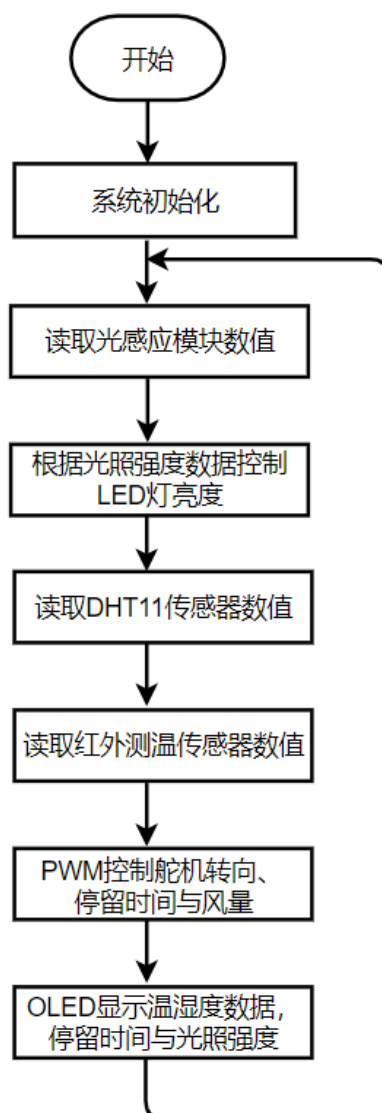 开始
系统初始化
读取光感应模块数值
根据光照强度数据控制
LED灯亮度
读取DHT11传感器数值
读取红外测温传感器数值
PWM控制舵机转向、
停留时间与风量
OLED显示温湿度数据，
停留时间与光照强度